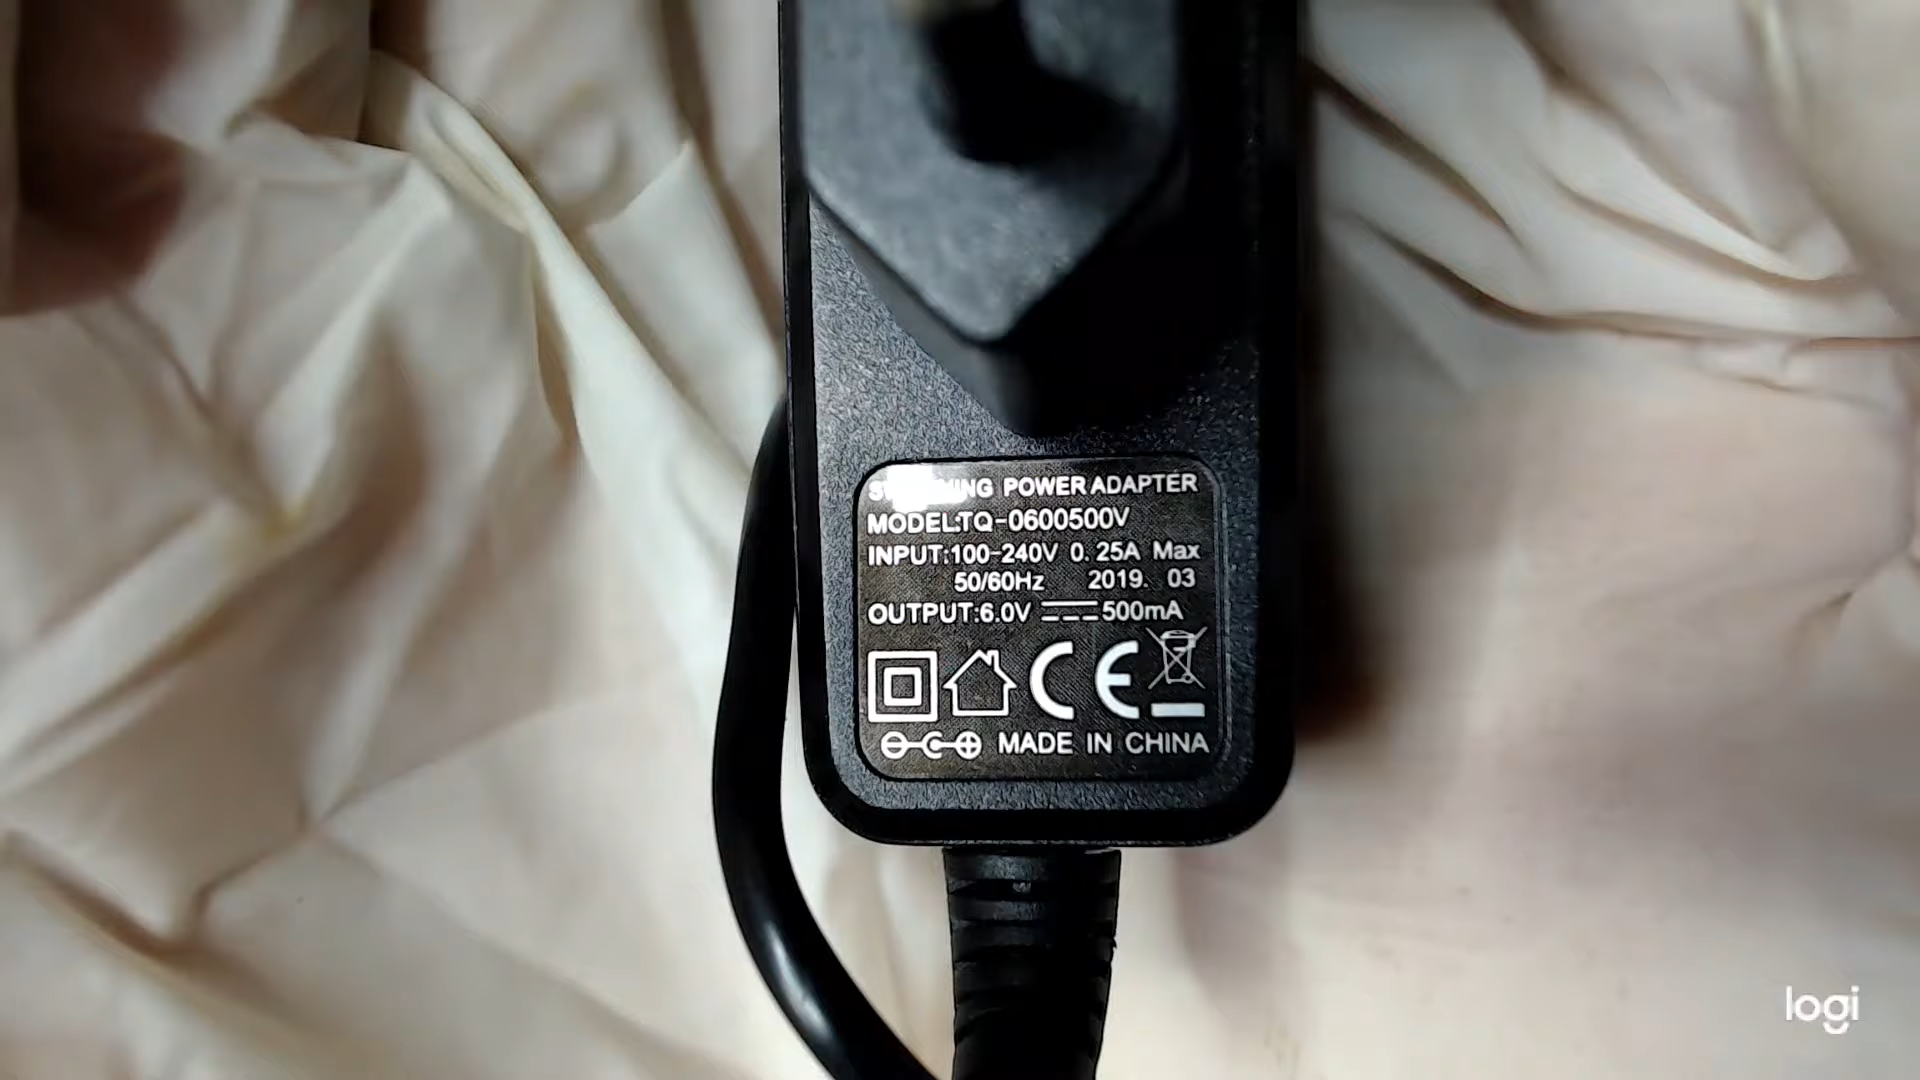 POWER ADAPTER
MODEL:TQ-0600500V
INPUT:100-240V 0.25A Max
50/60Hz 2019. 03
OUTPUT:6.0V 500mA
CE
MADE IN CHINA
logi